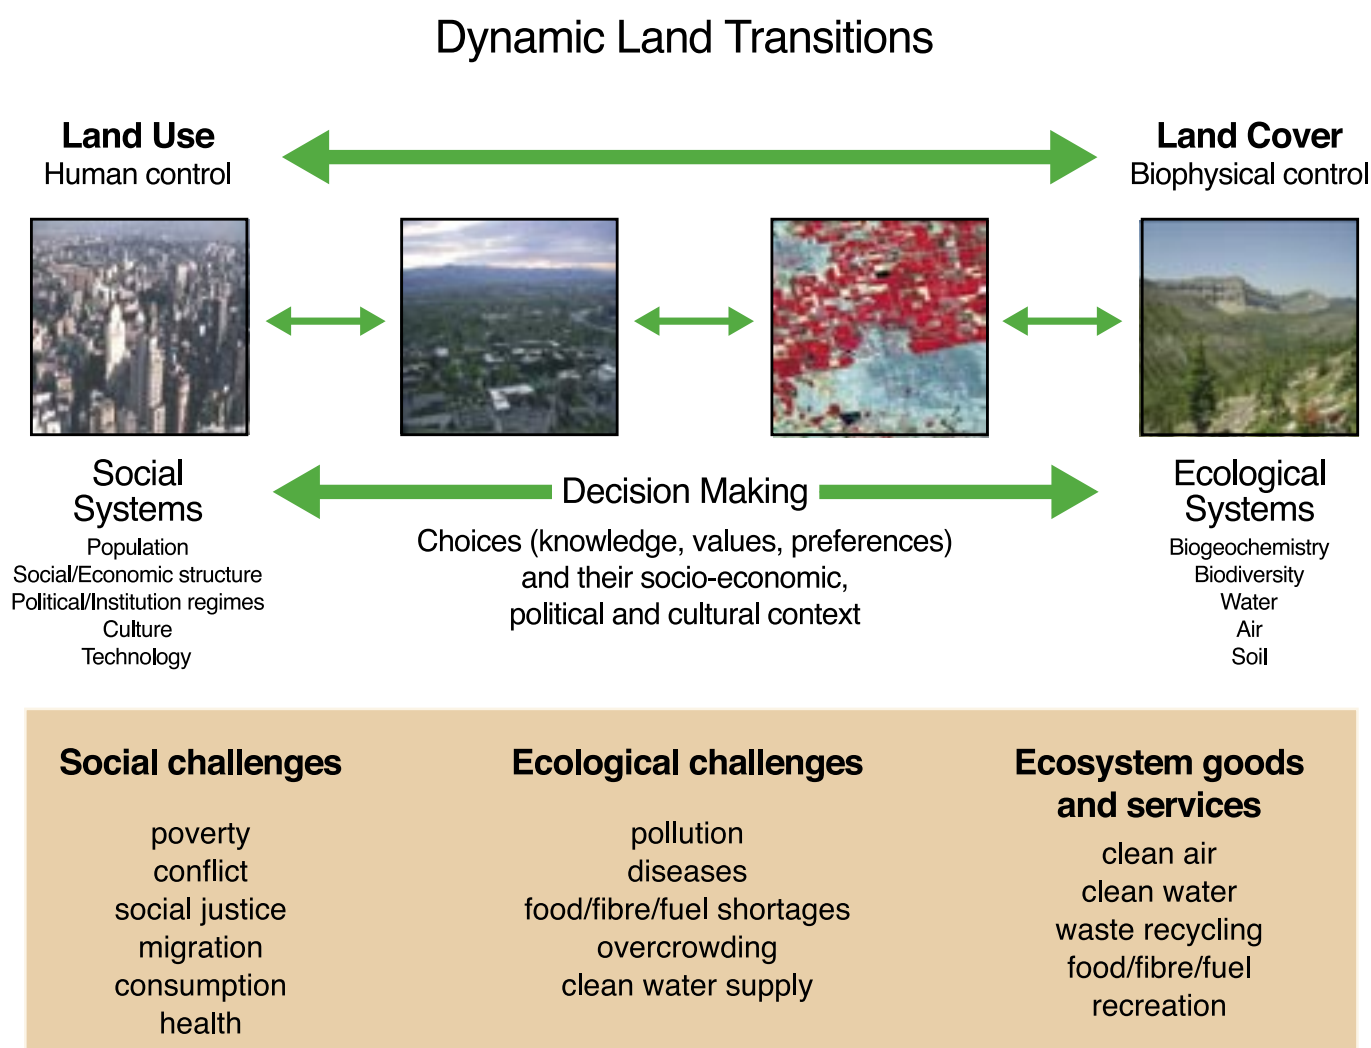 Dynamic Land Transitions
Land Use
Human control
Land Cover
Biophysical control
Social
Systems
Population
Social/Economic structure
Political/Institution regimes
Culture
Technology
Decision Making
Choices (knowledge, values, preferences)
and their socio-economic,
political and cultural context
Ecological
Systems
Biogeochemistry
Biodiversity
Water
Air
Soil
Social challenges
poverty
conflict
social justice
migration
consumption
health
Ecological challenges
pollution
diseases
food/fibre/fuel shortages
overcrowding
clean water supply
Ecosystem goods
and services
clean air
clean water
waste recycling
food/fibre/fuel
recreation